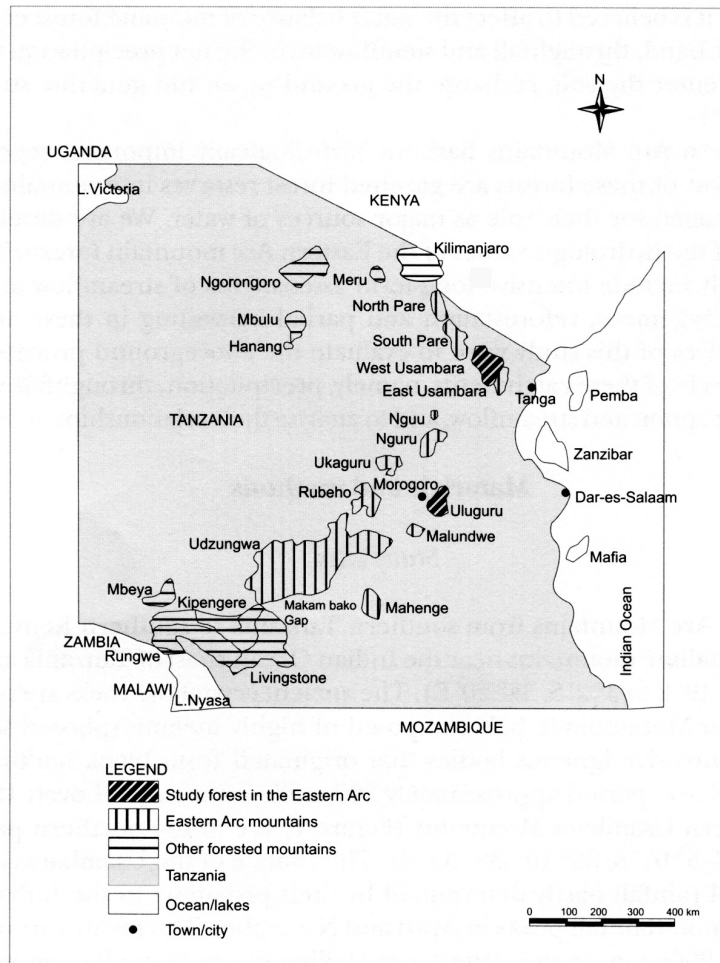 N
UGANDA
L.Victoria
KENYA
Kilimanjaro
Ngorongoro
Meru
North Pare
Mbulu
Hanang
South Pare
West Usambara
East Usambara
Tanga
Pemba
TANZANIA
Nguu
Nguru
Zanzibar
Ukaguru
Morogoro
Rubeho
Dar-es-Salaam
Uluguru
Malundwe
Udzungwa
Mafia
Mbeya
Kipengere
Makam bako
Gap
Mahenge
Indian Ocean
ZAMBIA
Rungwe
Livingstone
MALAWI
L.Nyasa
MOZAMBIQUE
LEGEND
Study forest in the Eastern Arc
Eastern Arc mountains
Other forested mountains
Tanzania
Ocean/lakes
Town/city
0 100 200 300 400 km